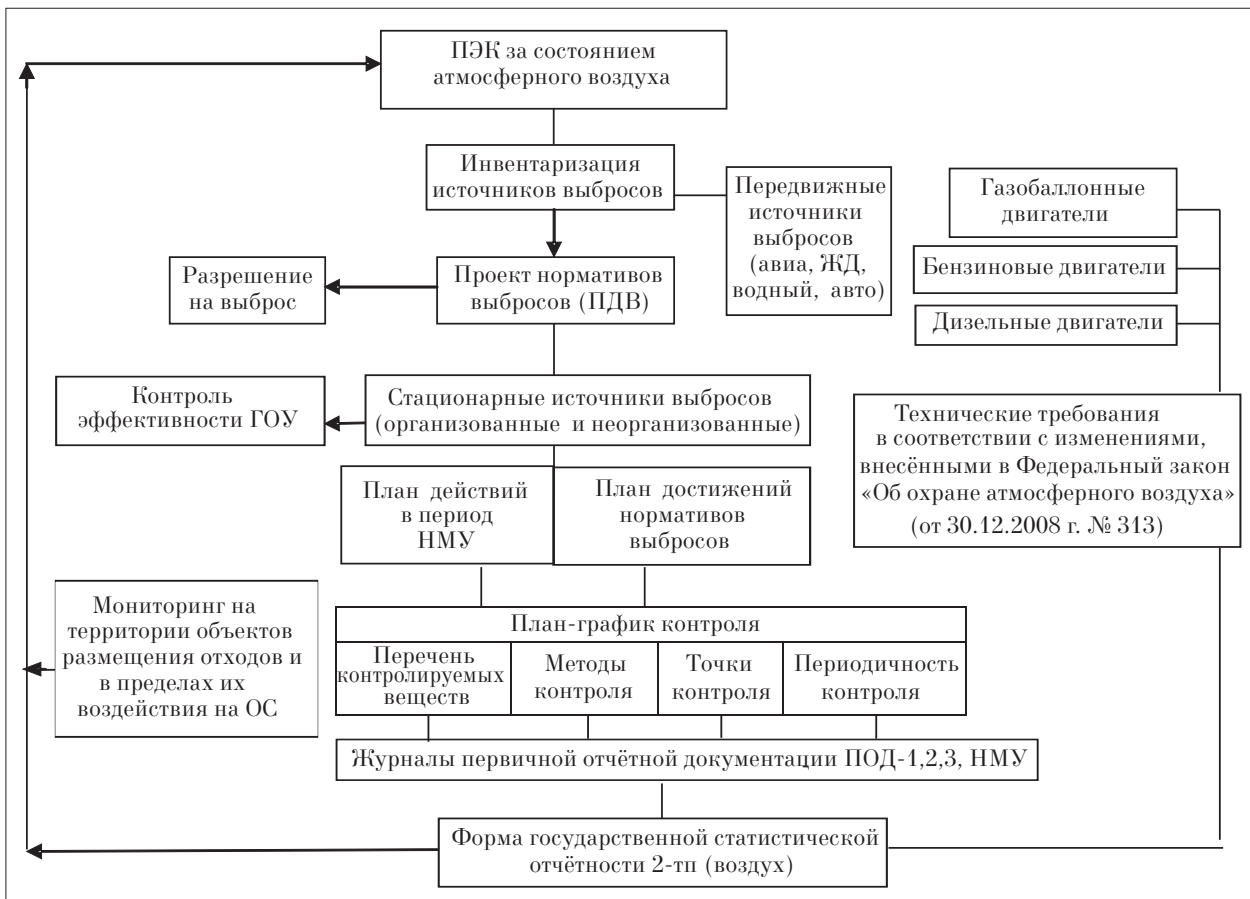 ПЭК за состоянием
атмосферного воздуха
Инвентаризация
источников выбросов
Передвижные
источники
выбросов
(авиа, ЖД,
водный, авто)
Газобаллонные
двигатели
Бензиновые двигатели
Дизельные двигатели
Разрешение
на выброс
Проект нормативов
выбросов (ПДВ)
Контроль
эффективности ГОУ
Стационарные источники выбросов
(организованные и неорганизованные)
Технические требования
в соответствии с изменениями,
внесёнными в Федеральный закон
«Об охране атмосферного воздуха»
(от 30.12.2008 г. № 313)
План действий
в период
НМУ
План достижений
нормативов
выбросов
Мониторинг на
территории объектов
размещения отходов и
в пределах их
воздействия на ОС
План-график контроля
Перечень
контролируемых
веществ
Методы
контроля
Точки
контроля
Периодичность
контроля
Журналы первичной отчётной документации ПОД-1,2,3, НМУ
Форма государственной статистической
отчётности 2-тп (воздух)